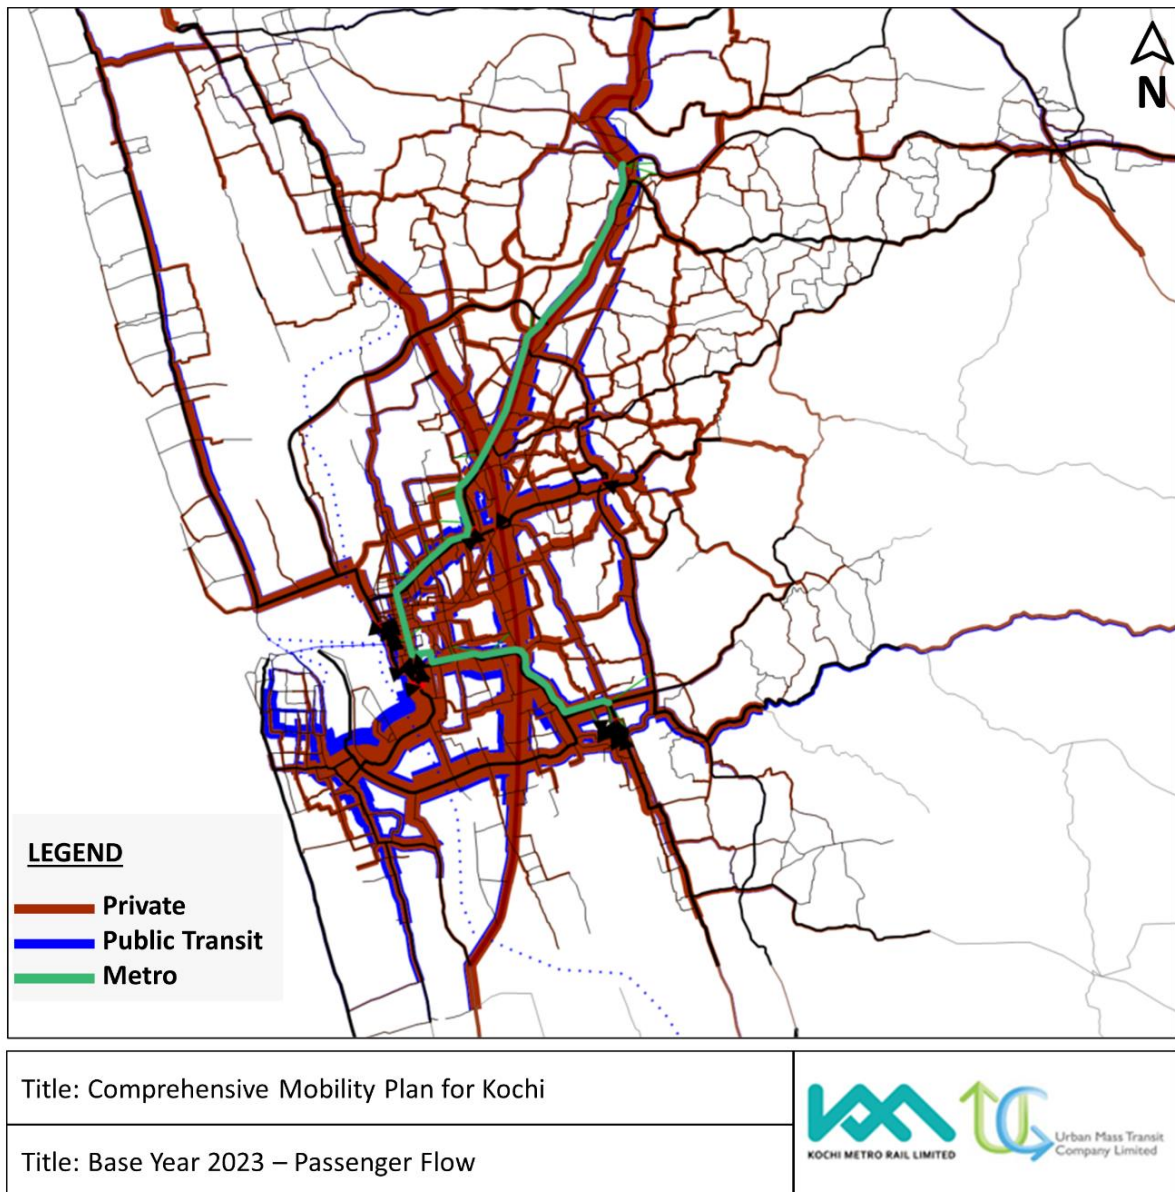 N
LEGEND
Private
Public Transit
Metro
Title: Comprehensive Mobility Plan for Kochi
Title: Base Year 2023 – Passenger Flow
KOCHI METRO RAIL LIMITED
Urban Mass Transit
Company Limited